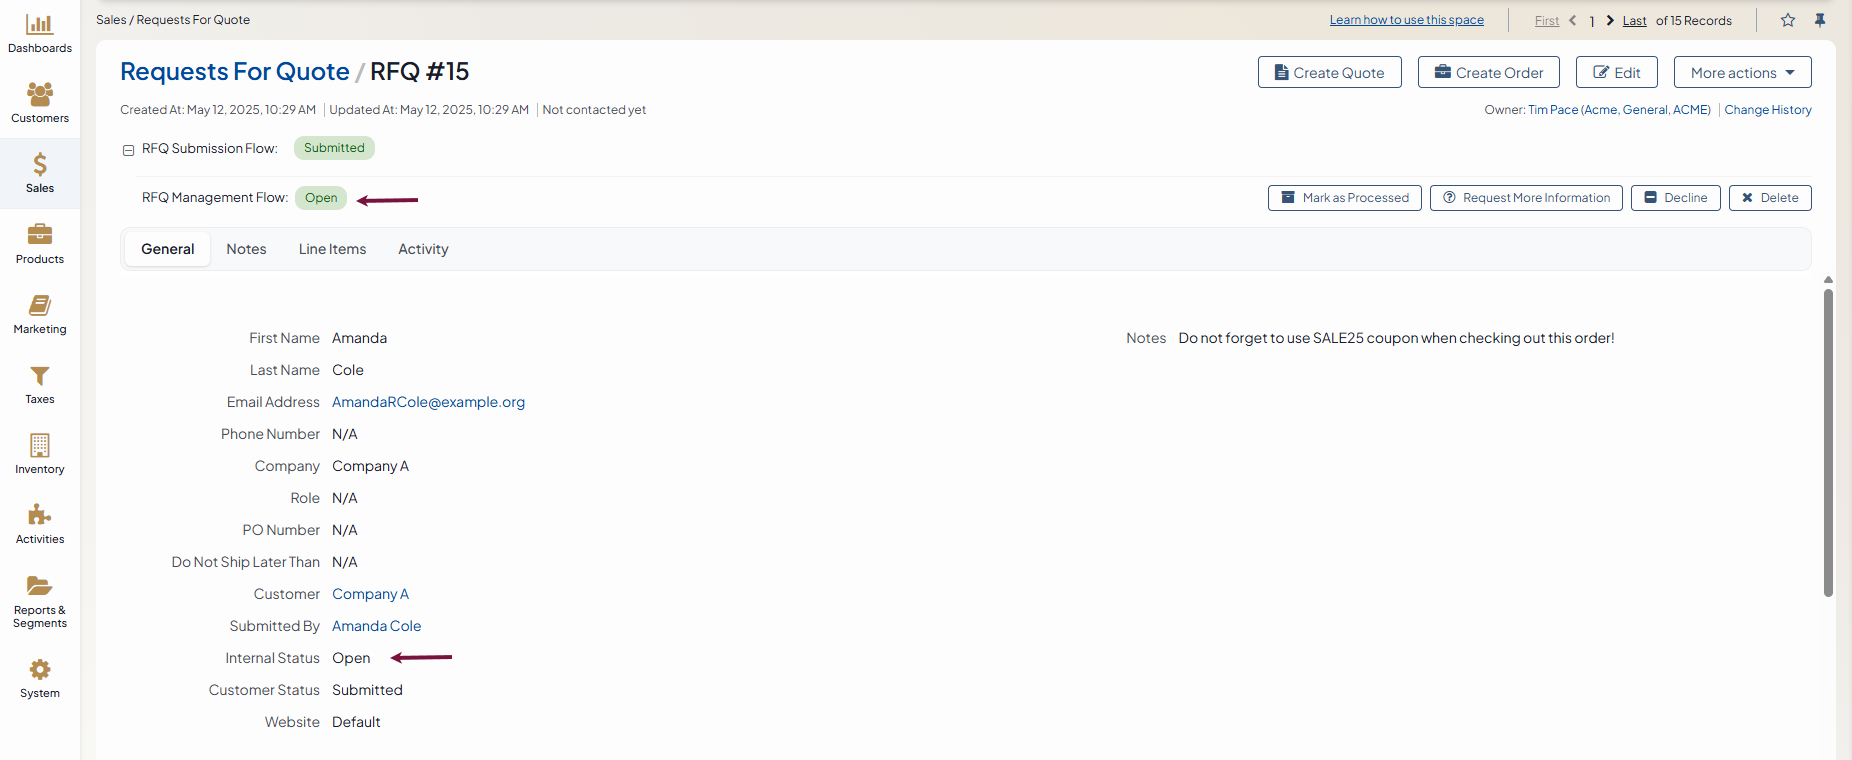 Sales / Requests For Quote
Learn how to use this space
First 1 Last of 15 Records
Dashboards
Customers
Sales
Products
Marketing
Taxes
Inventory
Activities
Reports &
Segments
System
Requests For Quote / RFQ #15
Create Quote
Create Order
Edit
More actions
Created At: May 12, 2025, 10:29 AM Updated At: May 12, 2025, 10:29 AM Not contacted yet
Owner: Tim Pace (Acme, General, ACME) Change History
RFQ Submission Flow: Submitted
RFQ Management Flow: Open
Mark as Processed
Request More Information
Decline
Delete
General Notes Line Items Activity
First Name Amanda
Last Name Cole
Email Address AmandaRCole@example.org
Phone Number N/A
Company Company A
Role N/A
PO Number N/A
Do Not Ship Later Than N/A
Customer Company A
Submitted By Amanda Cole
Internal Status Open
Customer Status Submitted
Website Default
Notes Do not forget to use SALE25 coupon when checking out this order!